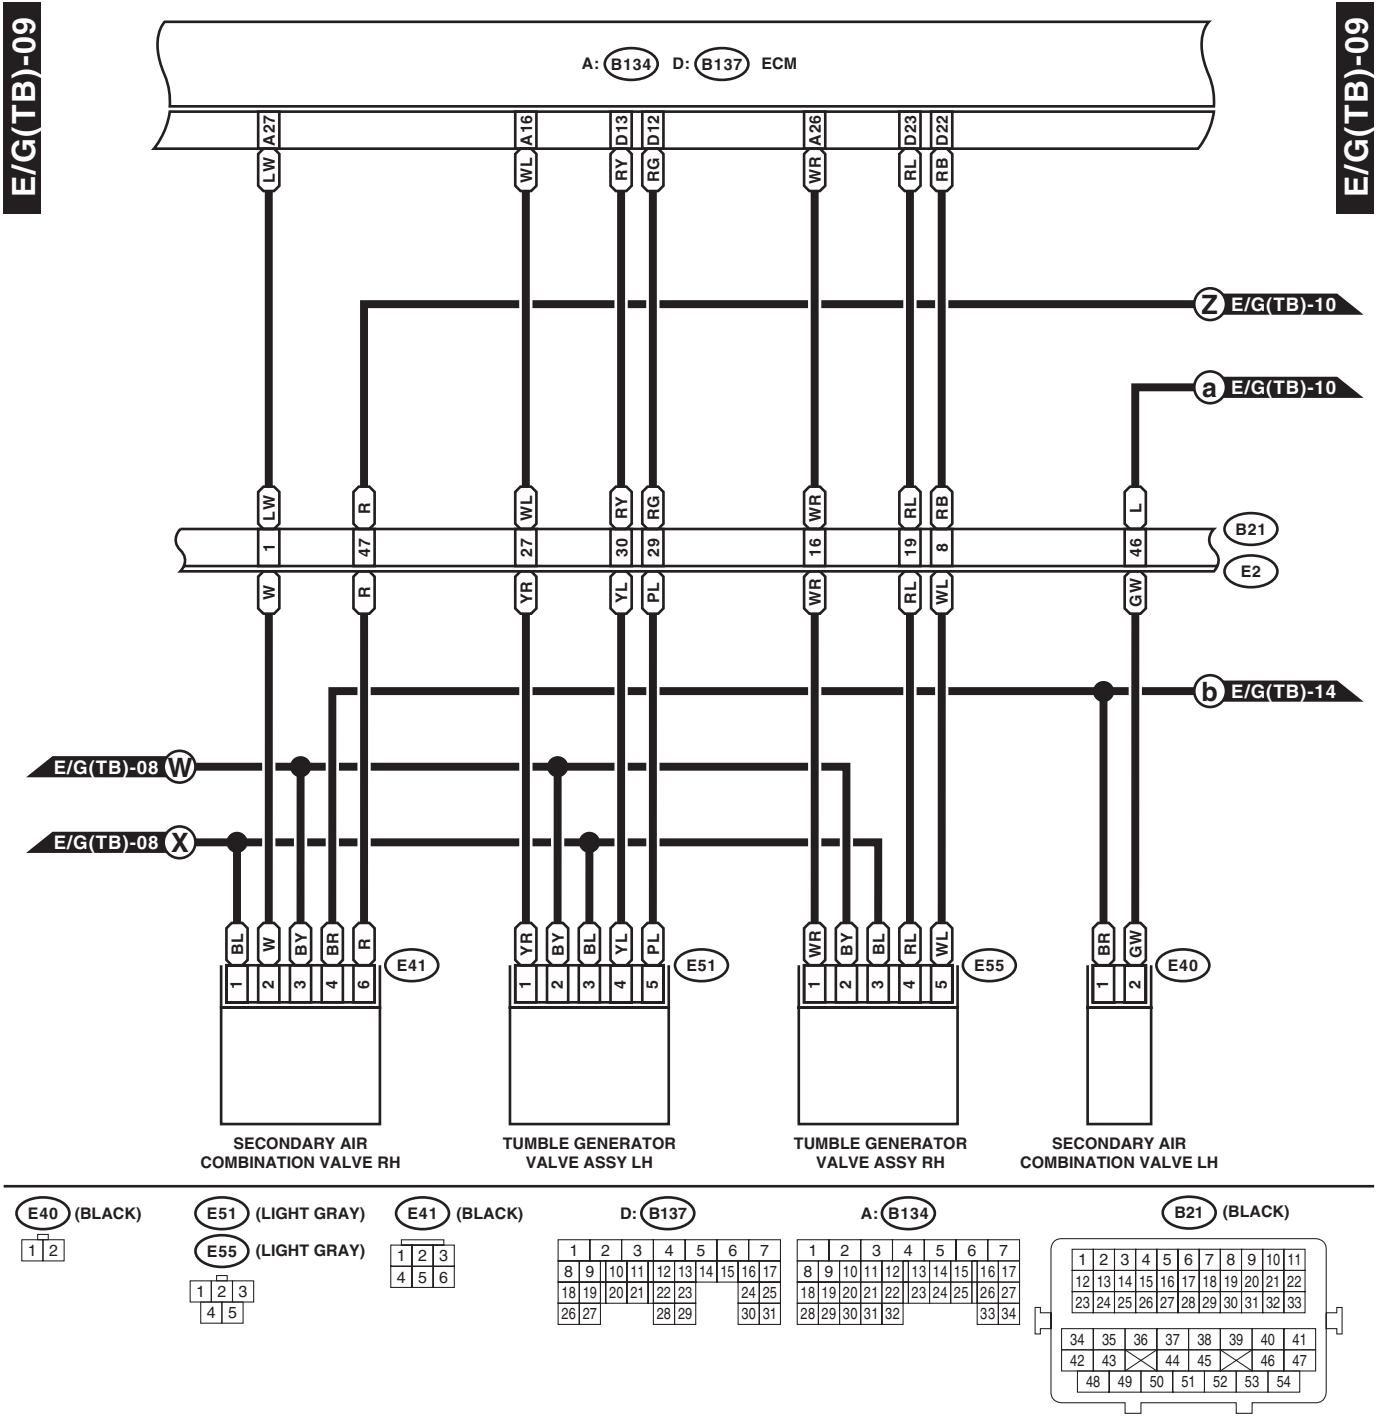 E/G(TB)-09
E/G(TB)-09
A: B134 D: B137 ECM
A27 A16 D13 D12 A26 D23 D22
LW WL RY RG WR RL RB
Z E/G(TB)-10
a E/G(TB)-10
LW R WL RY RG WR RL RB L
1 47 27 30 29 16 19 8 46
B21
E2
W R YR YL PL WR RL WL GW
b E/G(TB)-14
E/G(TB)-08 W
E/G(TB)-08 X
BL W BY BR R YR BY BL YL PL WR BY BL RL WL BR GW
1 2 3 4 6 E41 1 2 3 4 5 E51 1 2 3 4 5 E55 1 2 E40
SECONDARY AIR
COMBINATION VALVE RH
TUMBLE GENERATOR
VALVE ASSY LH
TUMBLE GENERATOR
VALVE ASSY RH
SECONDARY AIR
COMBINATION VALVE LH
E40 (BLACK)
1 2
E51 (LIGHT GRAY)
E55 (LIGHT GRAY)
1 2 3
4 5
E41 (BLACK)
1 2 3
4 5 6
D: B137
1 2 3 4 5 6 7
8 9 10 11 12 13 14 15 16 17
18 19 20 21 22 23 24 25
26 27 28 29 30 31
A: B134
1 2 3 4 5 6 7
8 9 10 11 12 13 14 15 16 17
18 19 20 21 22 23 24 25 26 27
28 29 30 31 32 33 34
B21 (BLACK)
1 2 3 4 5 6 7 8 9 10 11
12 13 14 15 16 17 18 19 20 21 22
23 24 25 26 27 28 29 30 31 32 33
34 35 36 37 38 39 40 41
42 43 44 45 46 47
48 49 50 51 52 53 54